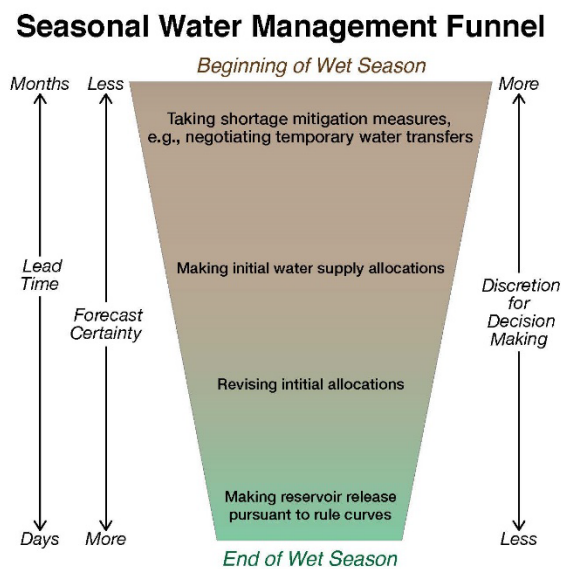 Seasonal Water Management Funnel
Beginning of Wet Season
Months
Less
More
Taking shortage mitigation measures,
e.g., negotiating temporary water transfers
Making initial water supply allocations
Lead
Time
Discretion
for
Decision
Making
Forecast
Certainty
Revising intitial allocations
Making reservoir release
pursuant to rule curves
Days
More
Less
End of Wet Season